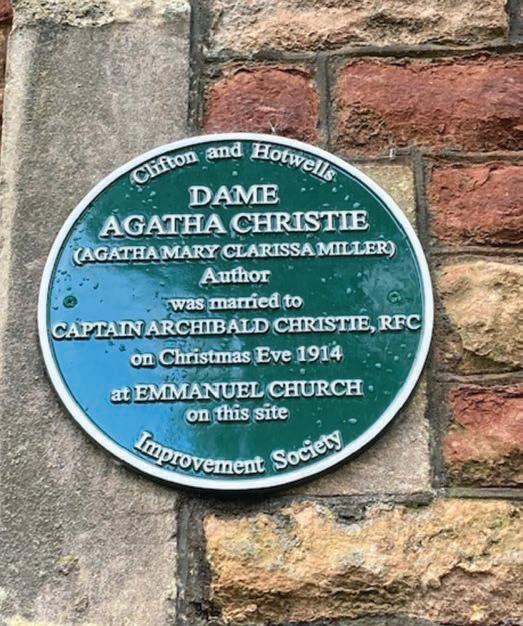 Clifton and Hotwells
DAME
AGATHA CHRISTIE
(AGATHA MARY CLARISSA MILLER)
Author
was married to
CAPTAIN ARCHIBALD CHRISTIE, RFC
on Christmas Eve 1914
at EMMANUEL CHURCH
on this site
Improvement Society